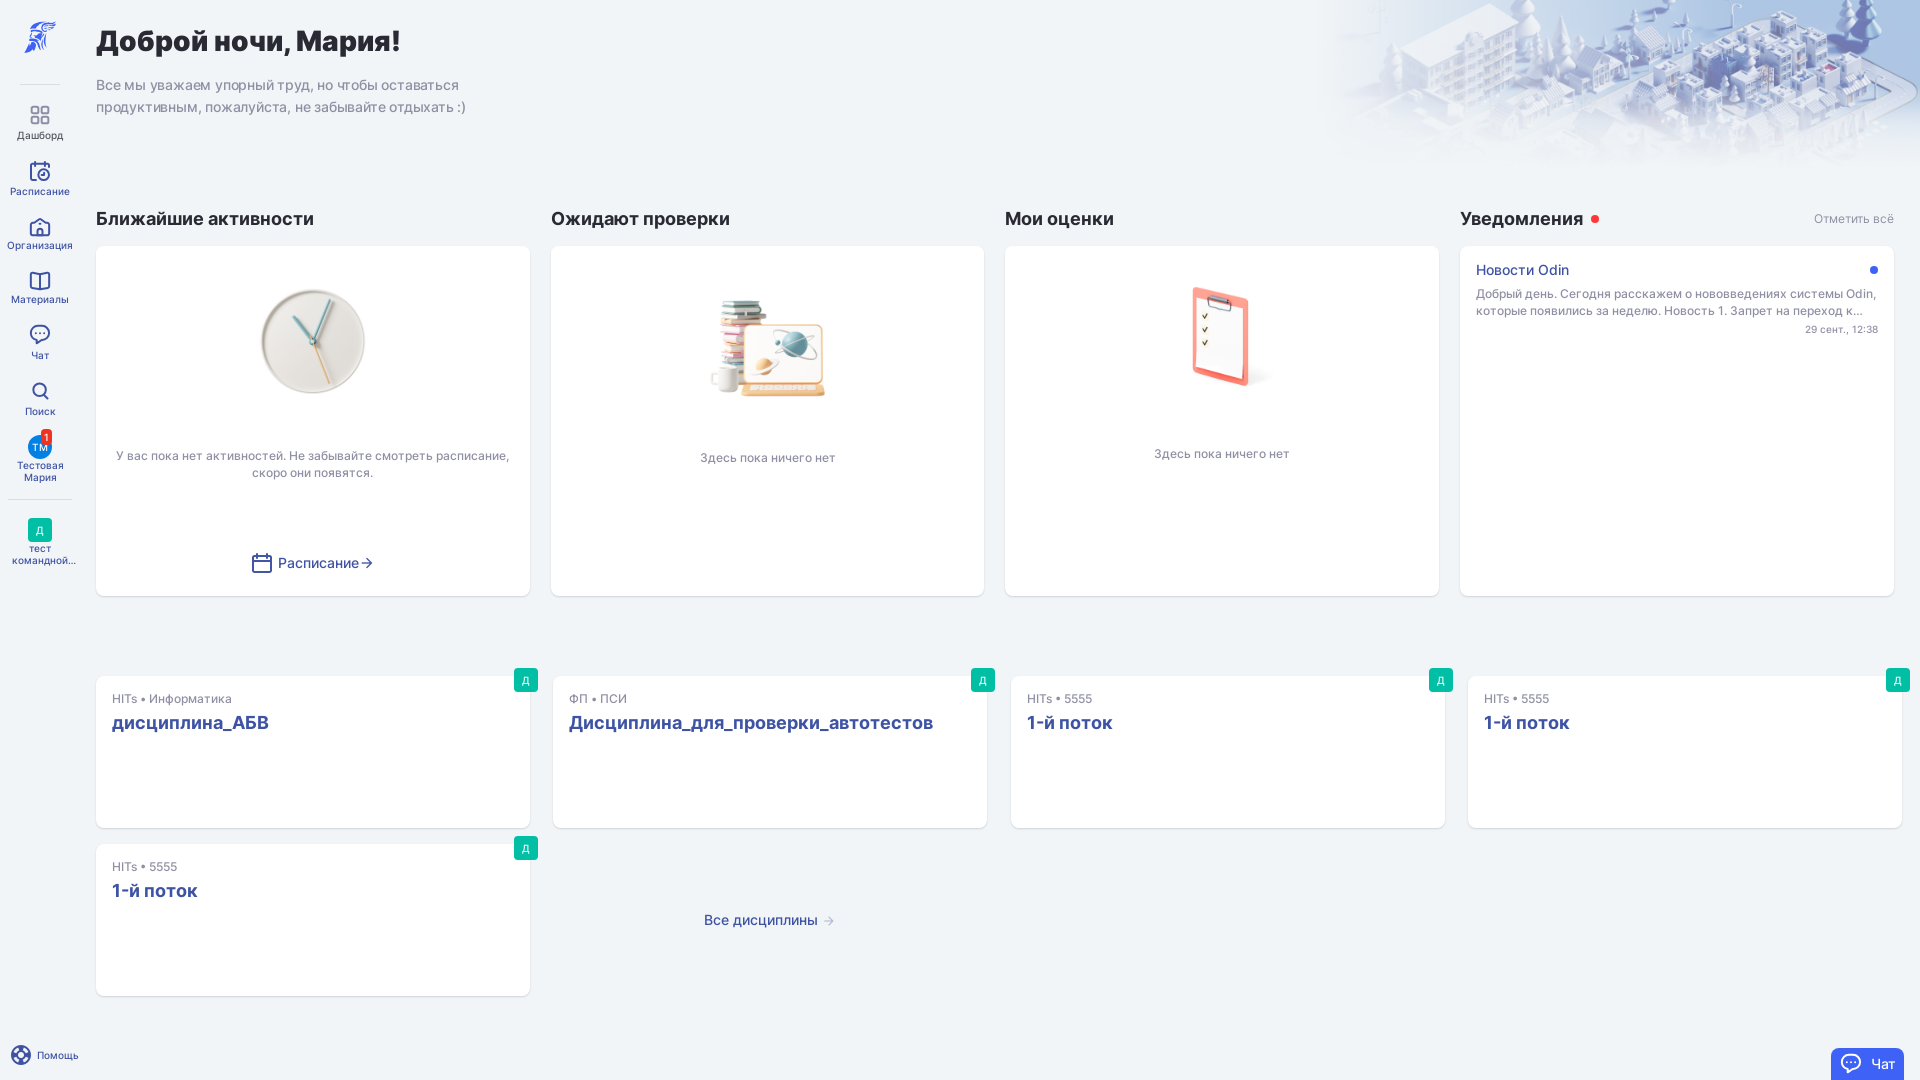 Доброй ночи, Мария!
Все мы уважаем упорный труд, но чтобы оставаться
продуктивным, пожалуйста, не забывайте отдыхать :)
Дашборд
Расписание
Организация
Материалы
Чат
Поиск
ТМ
1
Тестовая
Мария
Д
тест
командной...
Помощь
Ближайшие активности
У вас пока нет активностей. Не забывайте смотреть расписание,
скоро они появятся.
Расписание
Ожидают проверки
Здесь пока ничего нет
Мои оценки
Здесь пока ничего нет
Уведомления
Отметить всё
Новости Odin
Добрый день. Сегодня расскажем о нововведениях системы Odin,
которые появились за неделю. Новость 1. Запрет на переход к...
29 сент., 12:38
Д
HITs • Информатика
дисциплина_АБВ
Д
ФП • ПСИ
Дисциплина_для_проверки_автотестов
Д
HITs • 5555
1-й поток
Д
HITs • 5555
1-й поток
Д
HITs • 5555
1-й поток
Все дисциплины
Чат